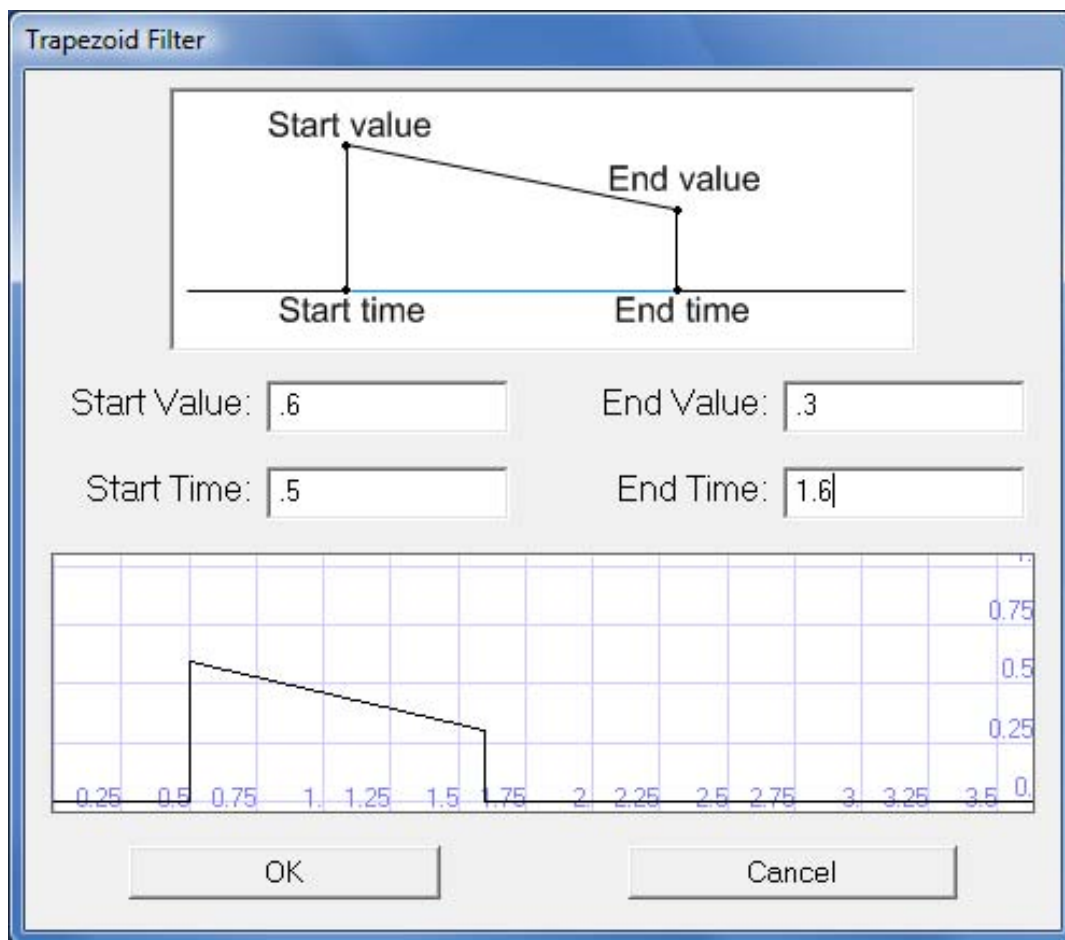 Trapezoid Filter
Start value
End value
Start time End time
Start Value: .6 End Value: .3
Start Time: .5 End Time: 1.6
1.
0.75
0.5
0.25
0.25 0.5 0.75 1. 1.25 1.5 1.75 2. 2.25 2.5 2.75 3. 3.25 3.5 0.
OK Cancel